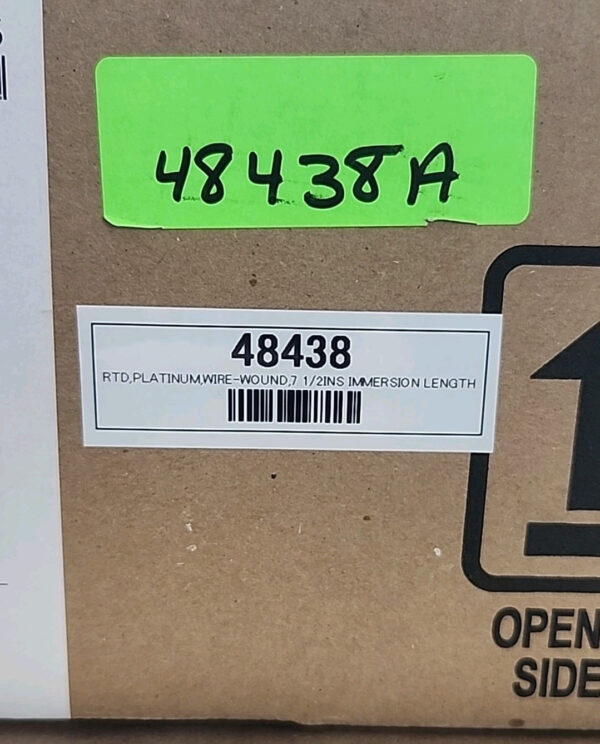 48438A
48438
RTD,PLATINUM,WIRE-WOUND,7 1/2INS IMMERSION LENGTH
OPEN
SIDE